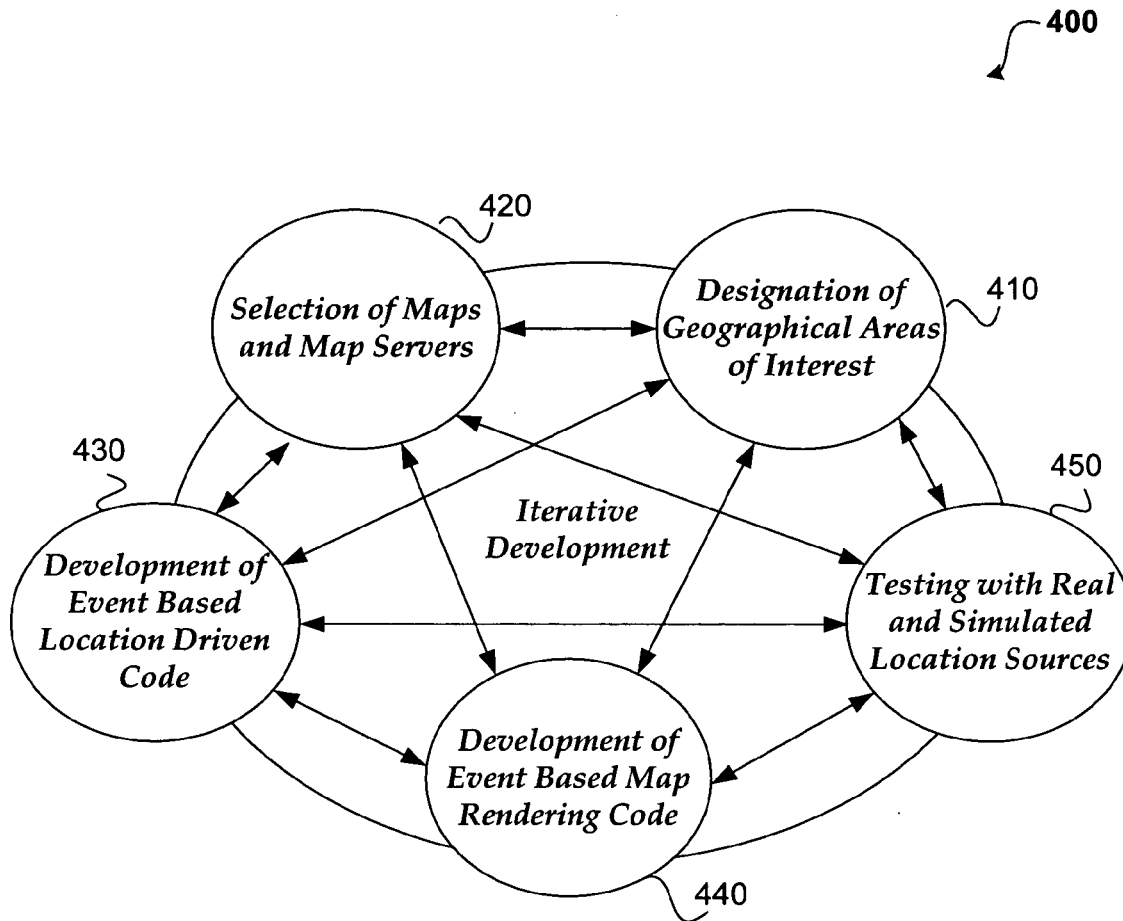 400
420
Selection of Maps
and Map Servers
Designation of
Geographical Areas
of Interest
410
430
Development of
Event Based
Location Driven
Code
Iterative
Development
450
Testing with Real
and Simulated
Location Sources
Development of
Event Based Map
Rendering Code
440